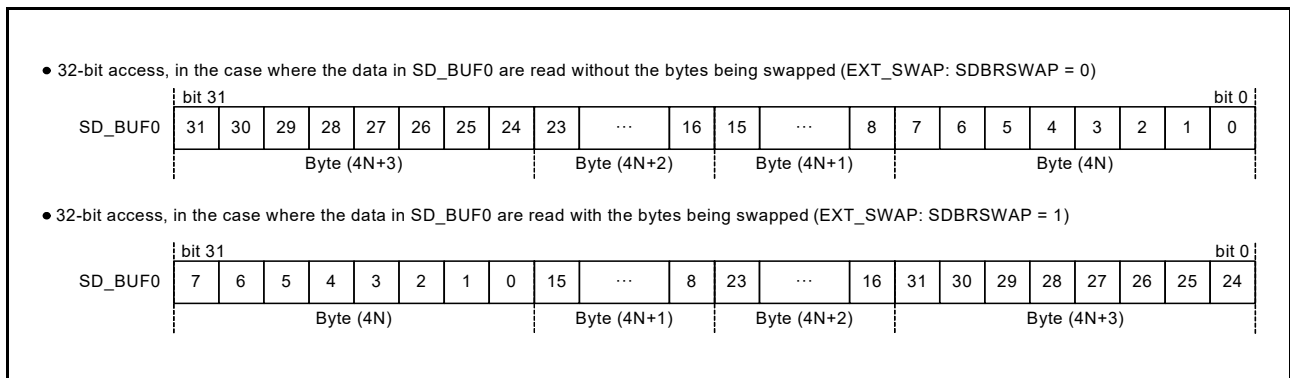 • 32-bit access, in the case where the data in SD_BUF0 are read without the bytes being swapped (EXT_SWAP: SDBRSWAP = 0)
bit 31 bit 0
SD_BUF0 31 30 29 28 27 26 25 24 23 ··· 16 15 ··· 8 7 6 5 4 3 2 1 0
Byte (4N+3) Byte (4N+2) Byte (4N+1) Byte (4N)
• 32-bit access, in the case where the data in SD_BUF0 are read with the bytes being swapped (EXT_SWAP: SDBRSWAP = 1)
bit 31 bit 0
SD_BUF0 7 6 5 4 3 2 1 0 15 ··· 8 23 ··· 16 31 30 29 28 27 26 25 24
Byte (4N) Byte (4N+1) Byte (4N+2) Byte (4N+3)